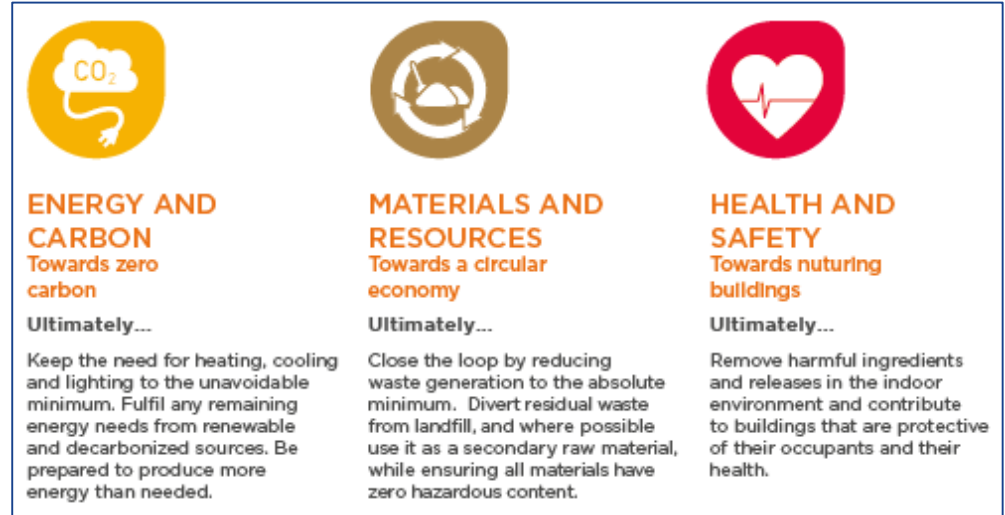 CO₂
ENERGY AND
CARBON
Towards zero
carbon
Ultimately...
Keep the need for heating, cooling
and lighting to the unavoidable
minimum. Fulfil any remaining
energy needs from renewable
and decarbonized sources. Be
prepared to produce more
energy than needed.
MATERIALS AND
RESOURCES
Towards a circular
economy
Ultimately...
Close the loop by reducing
waste generation to the absolute
minimum. Divert residual waste
from landfill, and where possible
use it as a secondary raw material,
while ensuring all materials have
zero hazardous content.
HEALTH AND
SAFETY
Towards nuturing
buildings
Ultimately...
Remove harmful ingredients
and releases in the indoor
environment and contribute
to buildings that are protective
of their occupants and their
health.